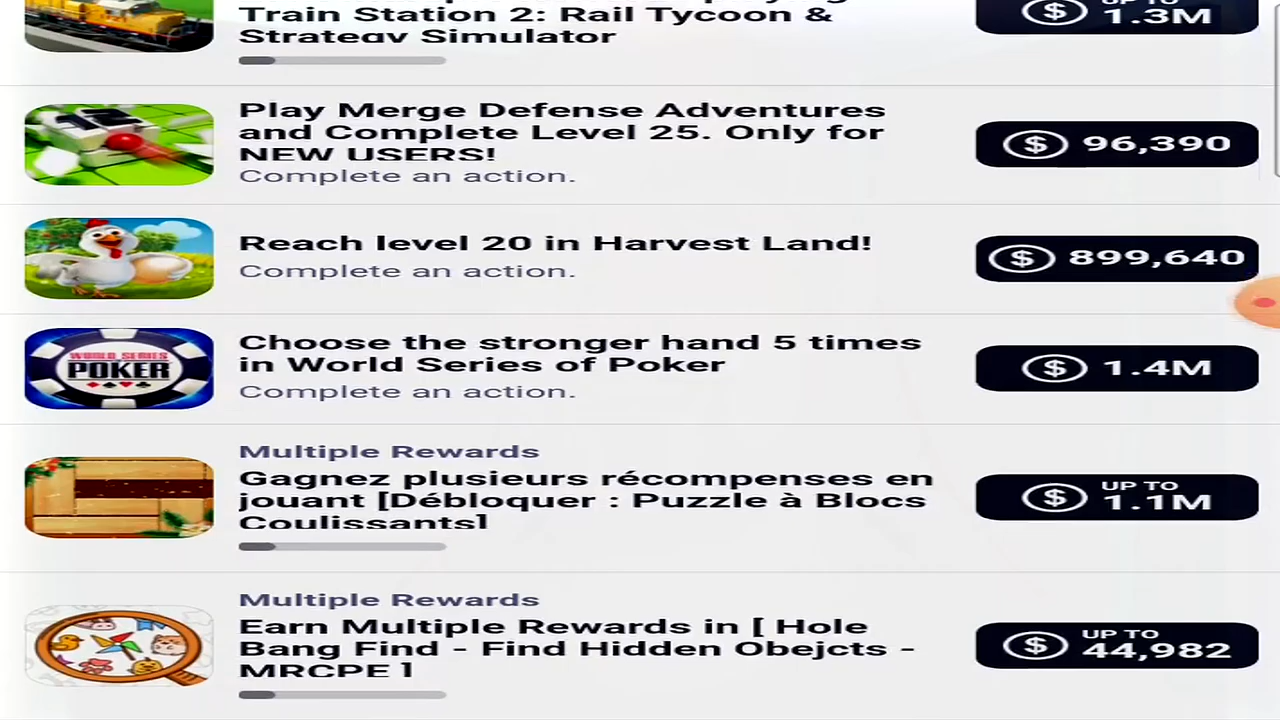 Train Station 2: Rail Tycoon &
Strategy Simulator
UP TO
$ 1.3M
Play Merge Defense Adventures
and Complete Level 25. Only for
NEW USERS!
Complete an action.
$ 96,390
Reach level 20 in Harvest Land!
Complete an action.
$ 899,640
WORLD SERIES
POKER
Choose the stronger hand 5 times
in World Series of Poker
Complete an action.
$ 1.4M
Multiple Rewards
Gagnez plusieurs récompenses en
jouant [Débloquer : Puzzle à Blocs
Coulissants]
UP TO
$ 1.1M
Multiple Rewards
Earn Multiple Rewards in [ Hole
Bang Find - Find Hidden Obejcts -
MRCPE ]
UP TO
$ 44,982